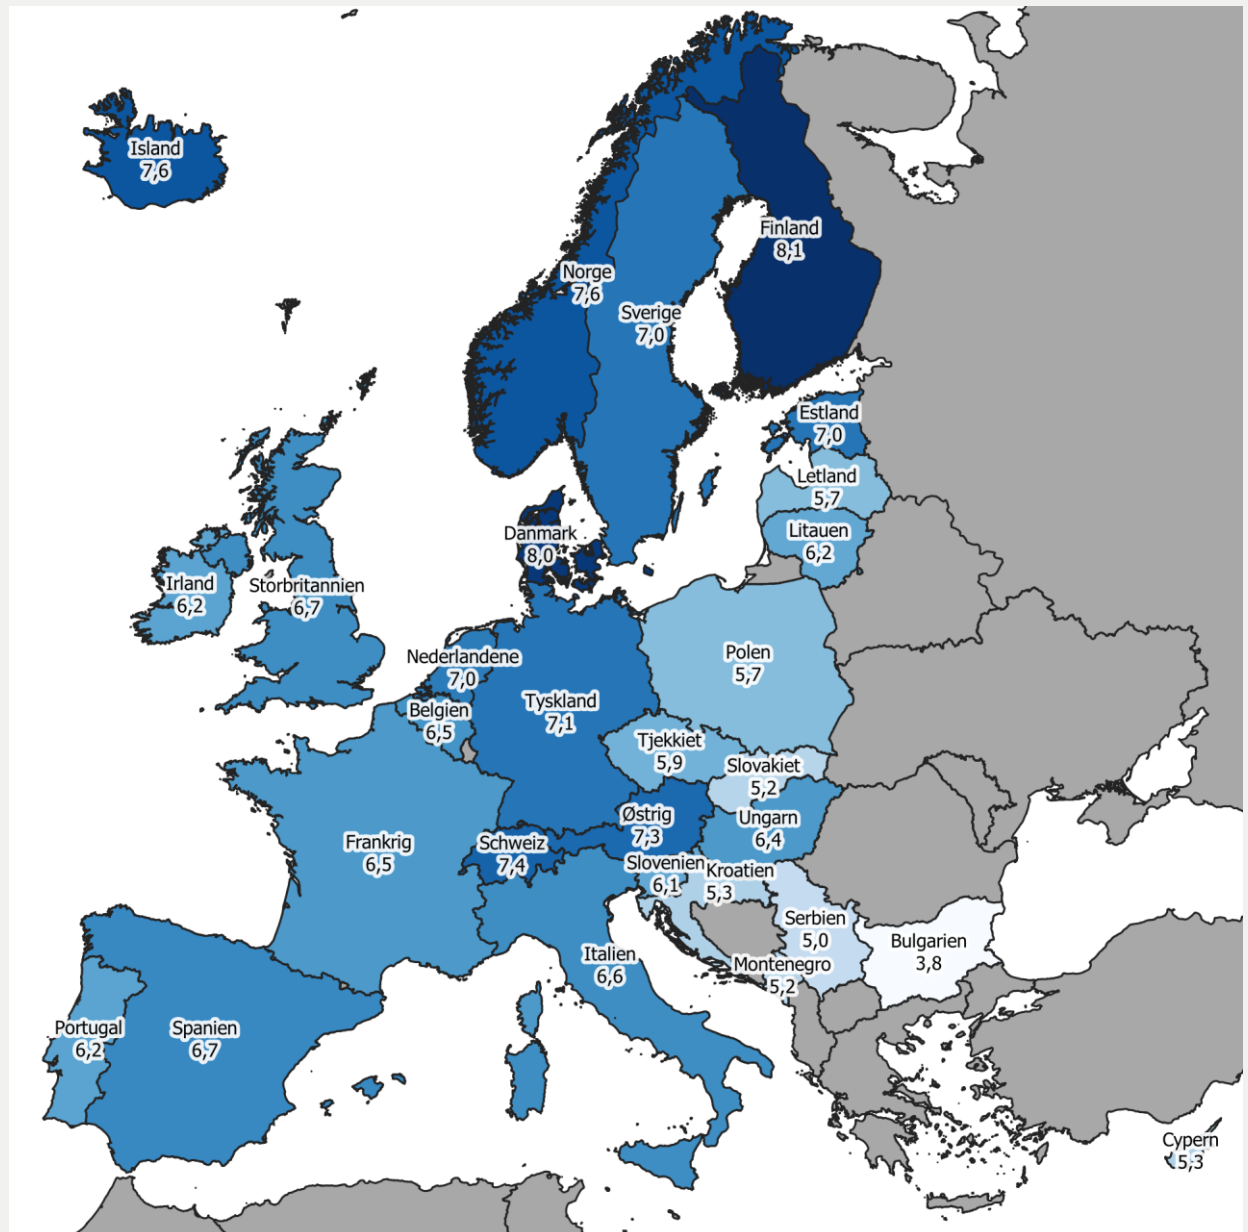 Island
7,6
Finland
8,1
Norge
7,6
Sverige
7,0
Estland
7,0
Letland
5,7
Litauen
6,2
Danmark
8,0
Irland
6,2
Storbritannien
6,7
Nederlandene
7,0
Polen
5,7
Belgien
6,5
Tyskland
7,1
Tjekkiet
5,9
Slovakiet
5,2
Østrig
7,3
Ungarn
6,4
Frankrig
6,5
Schweiz
7,4
Slovenien
6,1
Kroatien
5,3
Serbien
5,0
Bulgarien
3,8
Italien
6,6
Montenegro
5,2
Portugal
6,2
Spanien
6,7
Cypern
5,3